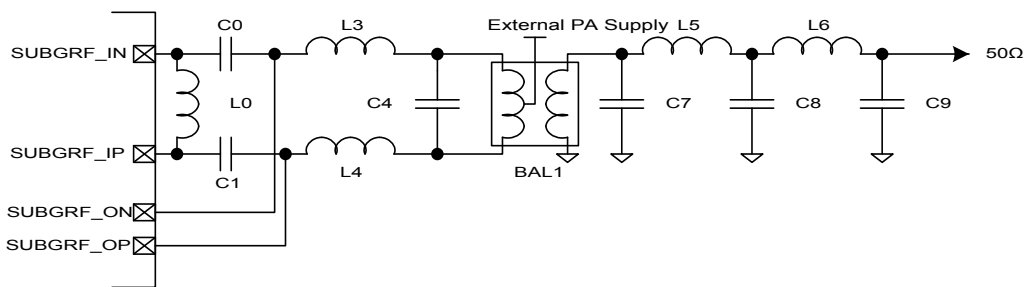 C0
L3
External PA Supply
L5
L6
SUBGRF_IN
50Ω
L0
C4
C7
C8
C9
SUBGRF_IP
C1
L4
BAL1
SUBGRF_ON
SUBGRF_OP